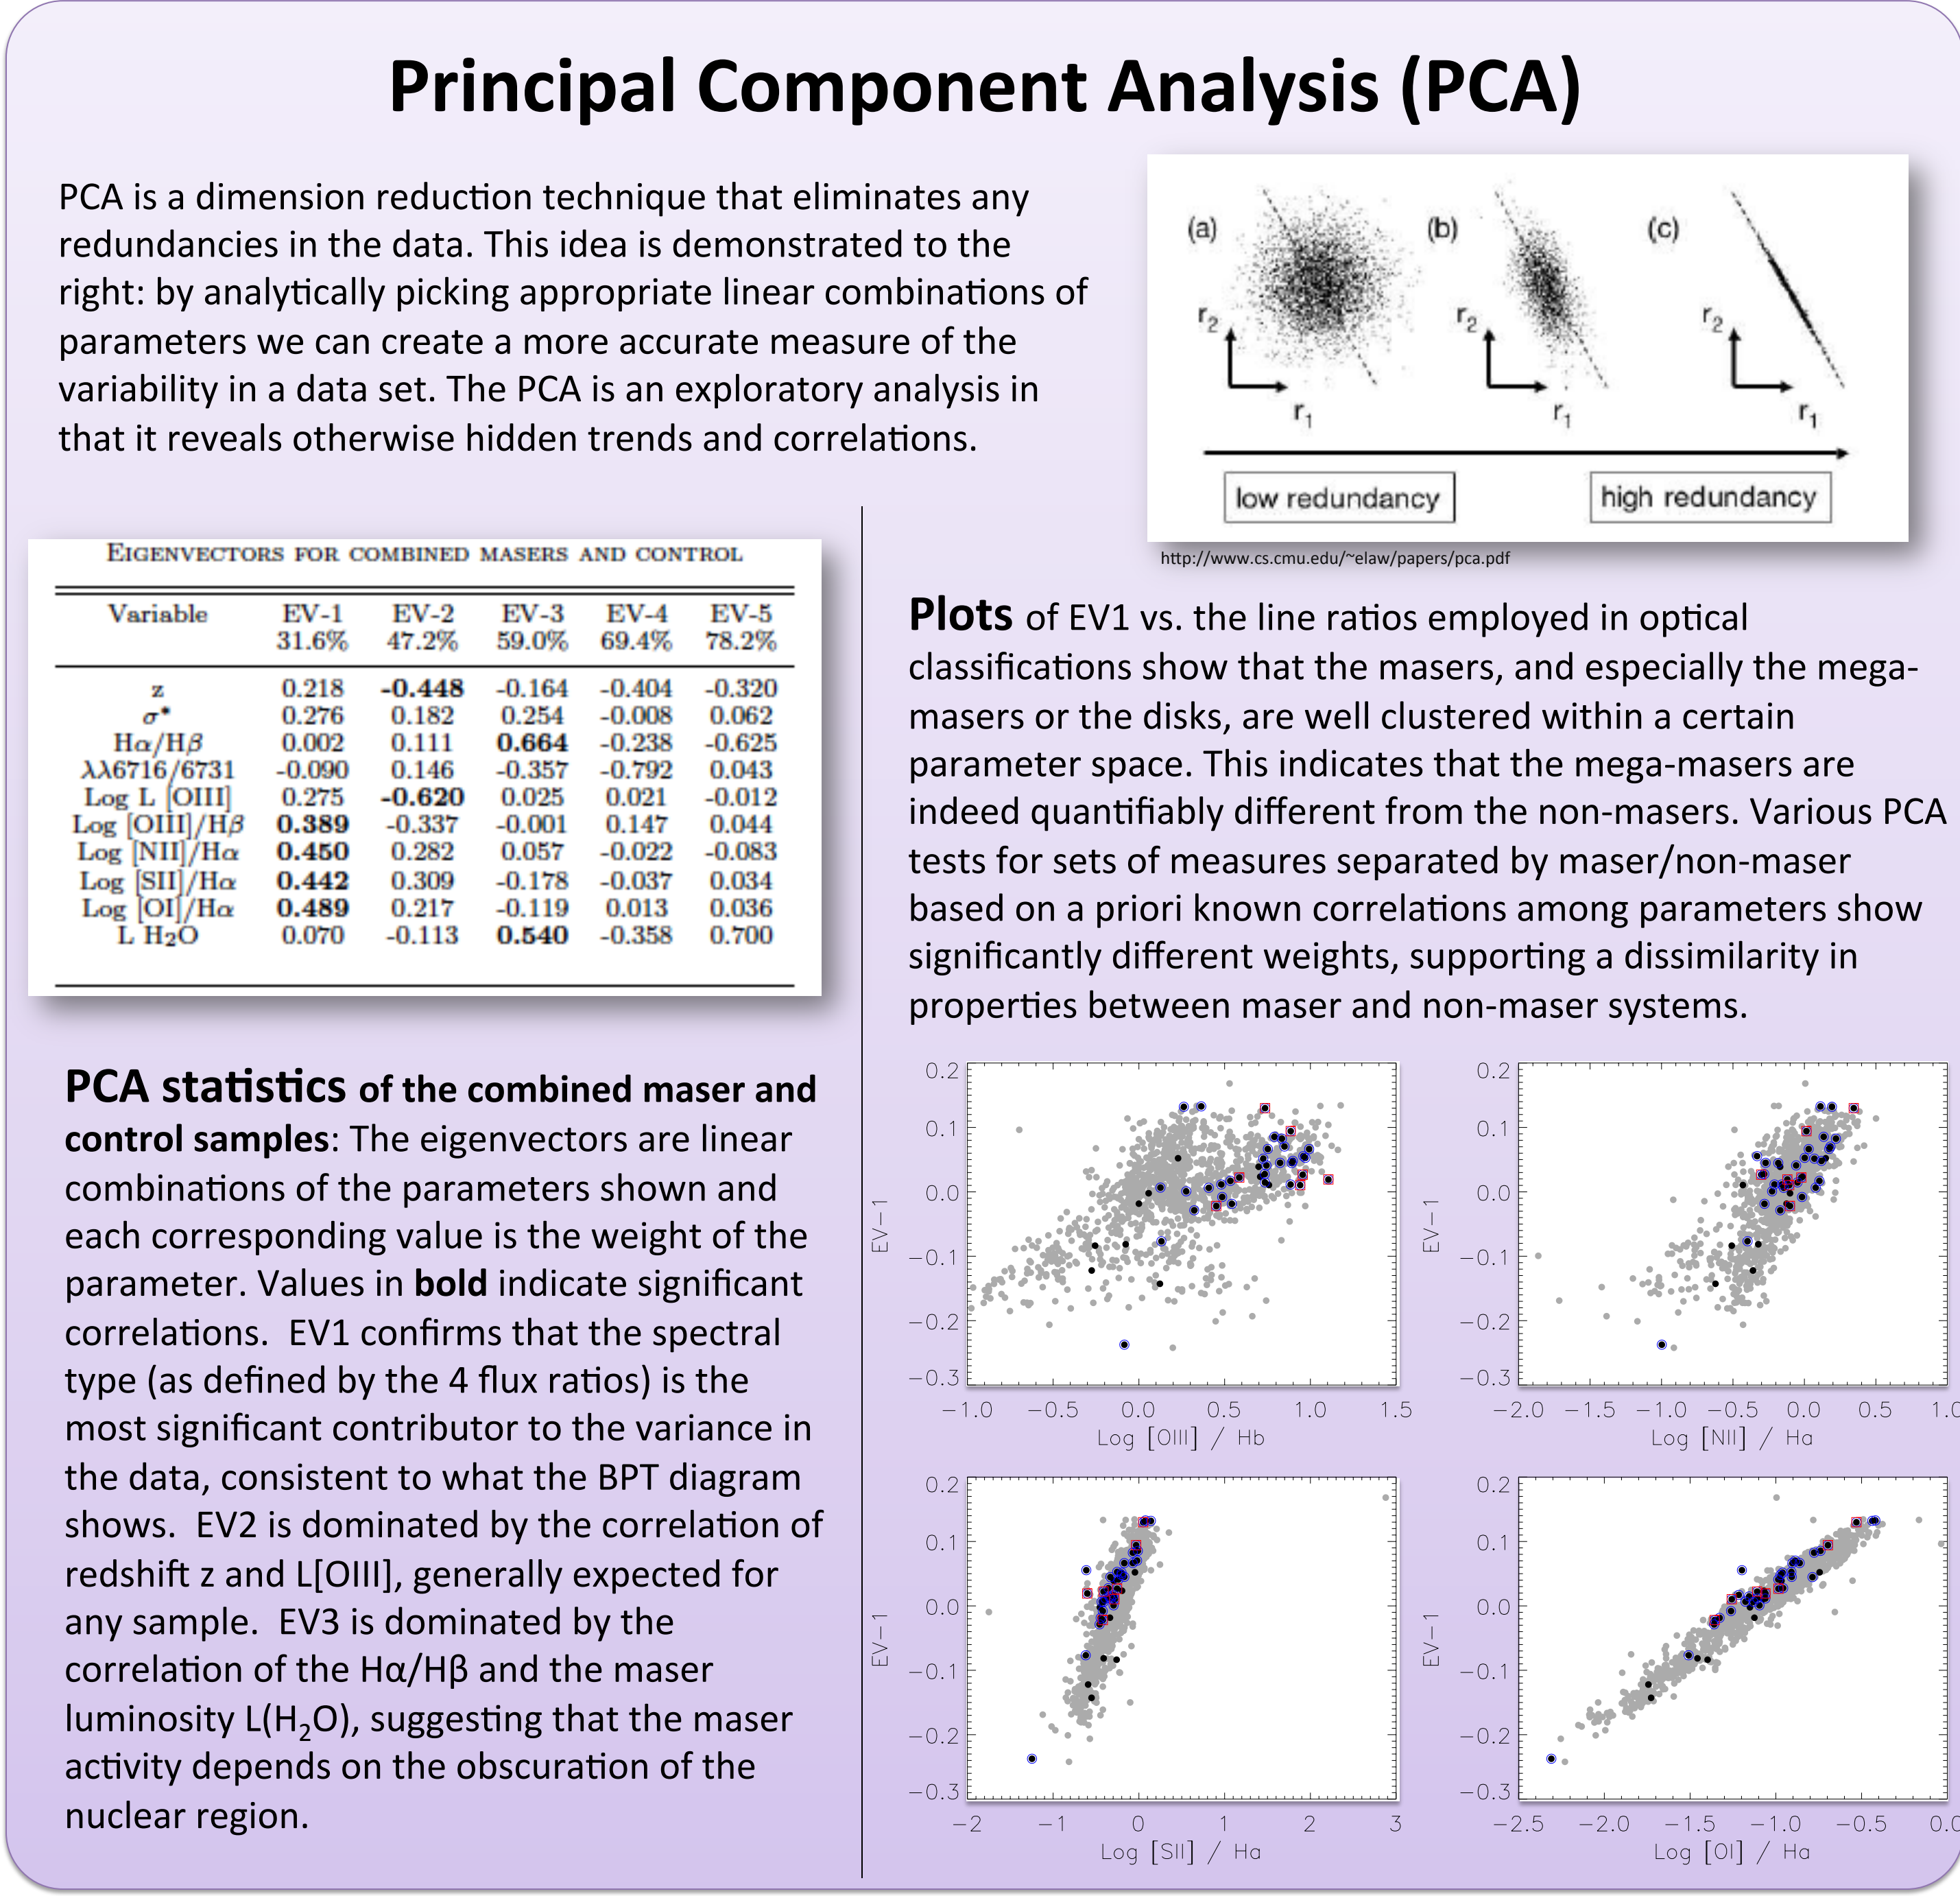 Principal Component Analysis (PCA)
PCA is a dimension reduction technique that eliminates any
redundancies in the data. This idea is demonstrated to the
right: by analytically picking appropriate linear combinations of
parameters we can create a more accurate measure of the
variability in a data set. The PCA is an exploratory analysis in
that it reveals otherwise hidden trends and correlations.
(a) (b) (c)
r2 r2 r2
r1 r1 r1
low redundancy high redundancy
http://www.cs.cmu.edu/~elaw/papers/pca.pdf
EIGENVECTORS FOR COMBINED MASERS AND CONTROL
Variable EV-1 EV-2 EV-3 EV-4 EV-5
31.6% 47.2% 59.0% 69.4% 78.2%
z 0.218 -0.448 -0.164 -0.404 -0.320
σ* 0.276 0.182 0.254 -0.008 0.062
Hα/Hβ 0.002 0.111 0.664 -0.238 -0.625
λλ6716/6731 -0.090 0.146 -0.357 -0.792 0.043
Log L [OIII] 0.275 -0.620 0.025 0.021 -0.012
Log [OIII]/Hβ 0.389 -0.337 -0.001 0.147 0.044
Log [NII]/Hα 0.450 0.282 0.057 -0.022 -0.083
Log [SII]/Hα 0.442 0.309 -0.178 -0.037 0.034
Log [OI]/Hα 0.489 0.217 -0.119 0.013 0.036
L H2O 0.070 -0.113 0.540 -0.358 0.700
PCA statistics of the combined maser and
control samples: The eigenvectors are linear
combinations of the parameters shown and
each corresponding value is the weight of the
parameter. Values in bold indicate significant
correlations.  EV1 confirms that the spectral
type (as defined by the 4 flux ratios) is the
most significant contributor to the variance in
the data, consistent to what the BPT diagram
shows.  EV2 is dominated by the correlation of
redshift z and L[OIII], generally expected for
any sample.  EV3 is dominated by the
correlation of the Hα/Hβ and the maser
luminosity L(H2O), suggesting that the maser
activity depends on the obscuration of the
nuclear region.
Plots of EV1 vs. the line ratios employed in optical
classifications show that the masers, and especially the mega-
masers or the disks, are well clustered within a certain
parameter space. This indicates that the mega-masers are
indeed quantifiably different from the non-masers. Various PCA
tests for sets of measures separated by maser/non-maser
based on a priori known correlations among parameters show
significantly different weights, supporting a dissimilarity in
properties between maser and non-maser systems.
0.2
0.1
0.0
−0.1
−0.2
−0.3
EV−1
−1.0 −0.5 0.0 0.5 1.0 1.5
Log [OIII] / Hb
0.2
0.1
0.0
−0.1
−0.2
−0.3
EV−1
−2.0 −1.5 −1.0 −0.5 0.0 0.5 1.0
Log [NII] / Ha
0.2
0.1
0.0
−0.1
−0.2
−0.3
EV−1
−2 −1 0 1 2 3
Log [SII] / Ha
0.2
0.1
0.0
−0.1
−0.2
−0.3
EV−1
−2.5 −2.0 −1.5 −1.0 −0.5 0.0
Log [OI] / Ha